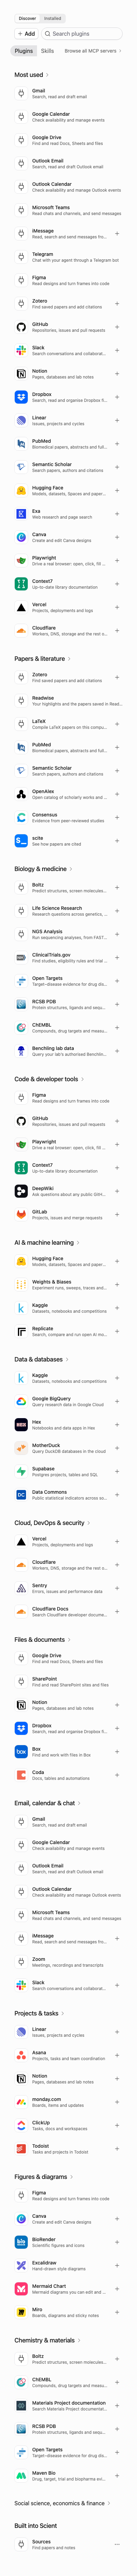 Discover Installed
+ Add Search plugins
Plugins Skills Browse all MCP servers >
Most used >
Gmail
Search, read and draft email
Google Calendar
Check availability and manage events
Google Drive
Find and read Docs, Sheets and files
Outlook Email
Search, read and draft Outlook email
Outlook Calendar
Check availability and manage Outlook events
Microsoft Teams
Read chats and channels, and send messages
iMessage
Read, search and send messages fro...
Telegram
Chat with your agent through a Telegram bot
Figma
Read designs and turn frames into code
Zotero
Find saved papers and add citations
GitHub
Repositories, issues and pull requests
Slack
Search conversations and collaborat...
Notion
Pages, databases and lab notes
Dropbox
Search, read and organise Dropbox fi...
Linear
Issues, projects and cycles
PubMed
Biomedical papers, abstracts and full...
Semantic Scholar
Search papers, authors and citations
Hugging Face
Models, datasets, Spaces and paper...
Exa
Web research and page search
Canva
Create and edit Canva designs
Playwright
Drive a real browser: open, click, fill ...
Context7
Up-to-date library documentation
Vercel
Projects, deployments and logs
Cloudflare
Workers, DNS, storage and the rest o...
Papers & literature >
Zotero
Find saved papers and add citations
Readwise
Your highlights and the papers saved in Read...
LaTeX
Compile LaTeX papers on this compu...
PubMed
Biomedical papers, abstracts and full...
Semantic Scholar
Search papers, authors and citations
OpenAlex
Open catalog of scholarly works and ...
Consensus
Evidence from peer-reviewed studies
scite
See how papers are cited
Biology & medicine >
Boltz
Predict structures, screen molecules...
Life Science Research
Research questions across genetics, ...
NGS Analysis
Run sequencing analyses, from FAST...
ClinicalTrials.gov
Find studies, eligibility rules and trial ...
Open Targets
Target–disease evidence for drug dis...
RCSB PDB
Protein structures, ligands and seque...
ChEMBL
Compounds, drug targets and measu...
Benchling lab data
Query your lab's authorised Benchlin...
Code & developer tools >
Figma
Read designs and turn frames into code
GitHub
Repositories, issues and pull requests
Playwright
Drive a real browser: open, click, fill ...
Context7
Up-to-date library documentation
DeepWiki
Ask questions about any public GitH...
GitLab
Projects, issues and merge requests
AI & machine learning >
Hugging Face
Models, datasets, Spaces and paper...
Weights & Biases
Experiment runs, sweeps, traces and...
Kaggle
Datasets, notebooks and competitions
Replicate
Search, compare and run open AI mo...
Data & databases >
Kaggle
Datasets, notebooks and competitions
Google BigQuery
Query research data in Google Cloud
Hex
Notebooks and data apps in Hex
MotherDuck
Query DuckDB databases in the cloud
Supabase
Postgres projects, tables and SQL
Data Commons
Public statistical indicators across co...
Cloud, DevOps & security >
Vercel
Projects, deployments and logs
Cloudflare
Workers, DNS, storage and the rest o...
Sentry
Errors, issues and performance data
Cloudflare Docs
Search Cloudflare developer docume...
Files & documents >
Google Drive
Find and read Docs, Sheets and files
SharePoint
Find and read SharePoint sites and files
Notion
Pages, databases and lab notes
Dropbox
Search, read and organise Dropbox fi...
Box
Find and work with files in Box
Coda
Docs, tables and automations
Email, calendar & chat >
Gmail
Search, read and draft email
Google Calendar
Check availability and manage events
Outlook Email
Search, read and draft Outlook email
Outlook Calendar
Check availability and manage Outlook events
Microsoft Teams
Read chats and channels, and send messages
iMessage
Read, search and send messages fro...
Zoom
Meetings, recordings and transcripts
Slack
Search conversations and collaborat...
Projects & tasks >
Linear
Issues, projects and cycles
Asana
Projects, tasks and team coordination
Notion
Pages, databases and lab notes
monday.com
Boards, items and updates
ClickUp
Tasks, docs and workspaces
Todoist
Tasks and projects in Todoist
Figures & diagrams >
Figma
Read designs and turn frames into code
Canva
Create and edit Canva designs
BioRender
Scientific figures and icons
Excalidraw
Hand-drawn style diagrams
Mermaid Chart
Mermaid diagrams you can edit and ...
Miro
Boards, diagrams and sticky notes
Chemistry & materials >
Boltz
Predict structures, screen molecules...
ChEMBL
Compounds, drug targets and measu...
Materials Project documentation
Search Materials Project documentat...
RCSB PDB
Protein structures, ligands and seque...
Open Targets
Target–disease evidence for drug dis...
Maven Bio
Drug, target, trial and biopharma evi...
Social science, economics & finance >
Built into Scient
Sources
Find papers and notes